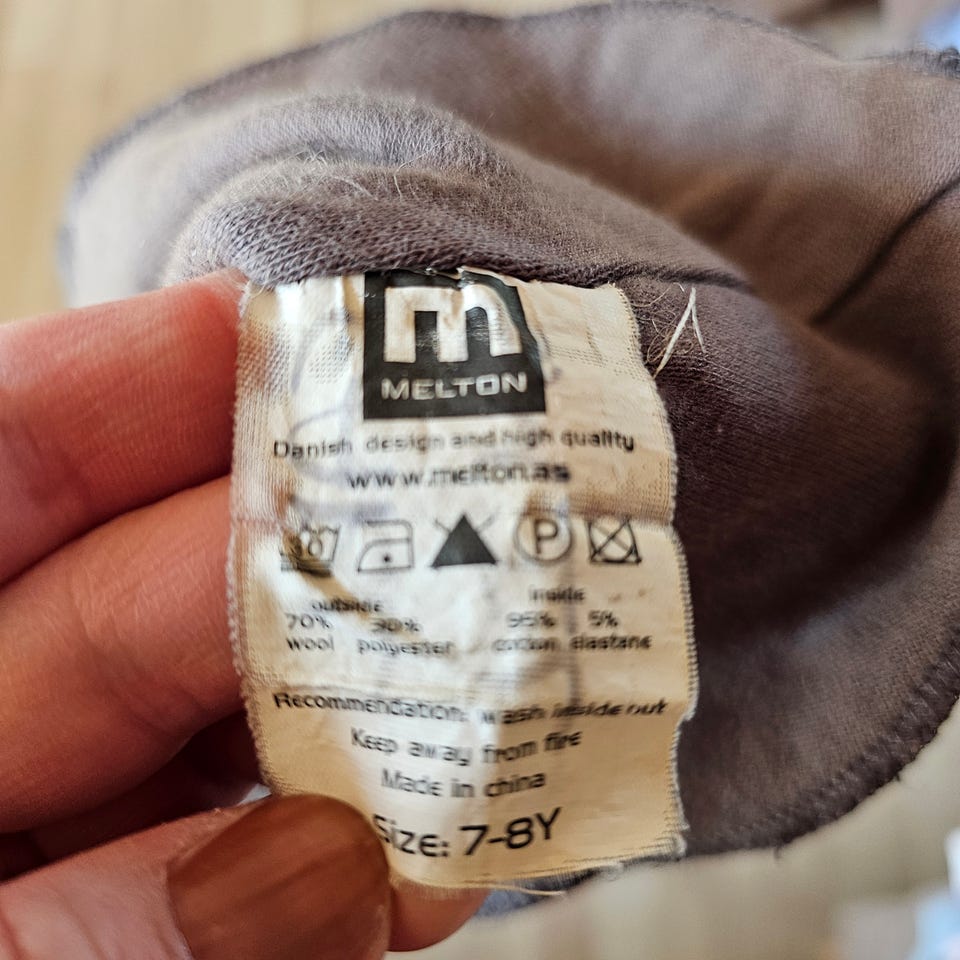 m
MELTON
Danish design and high quality
www.melton.as
P
outside inside
70% 30% 95% 5%
wool polyester cotton elastane
Recommendation: wash inside out
Keep away from fire
Made in china
Size: 7-8Y